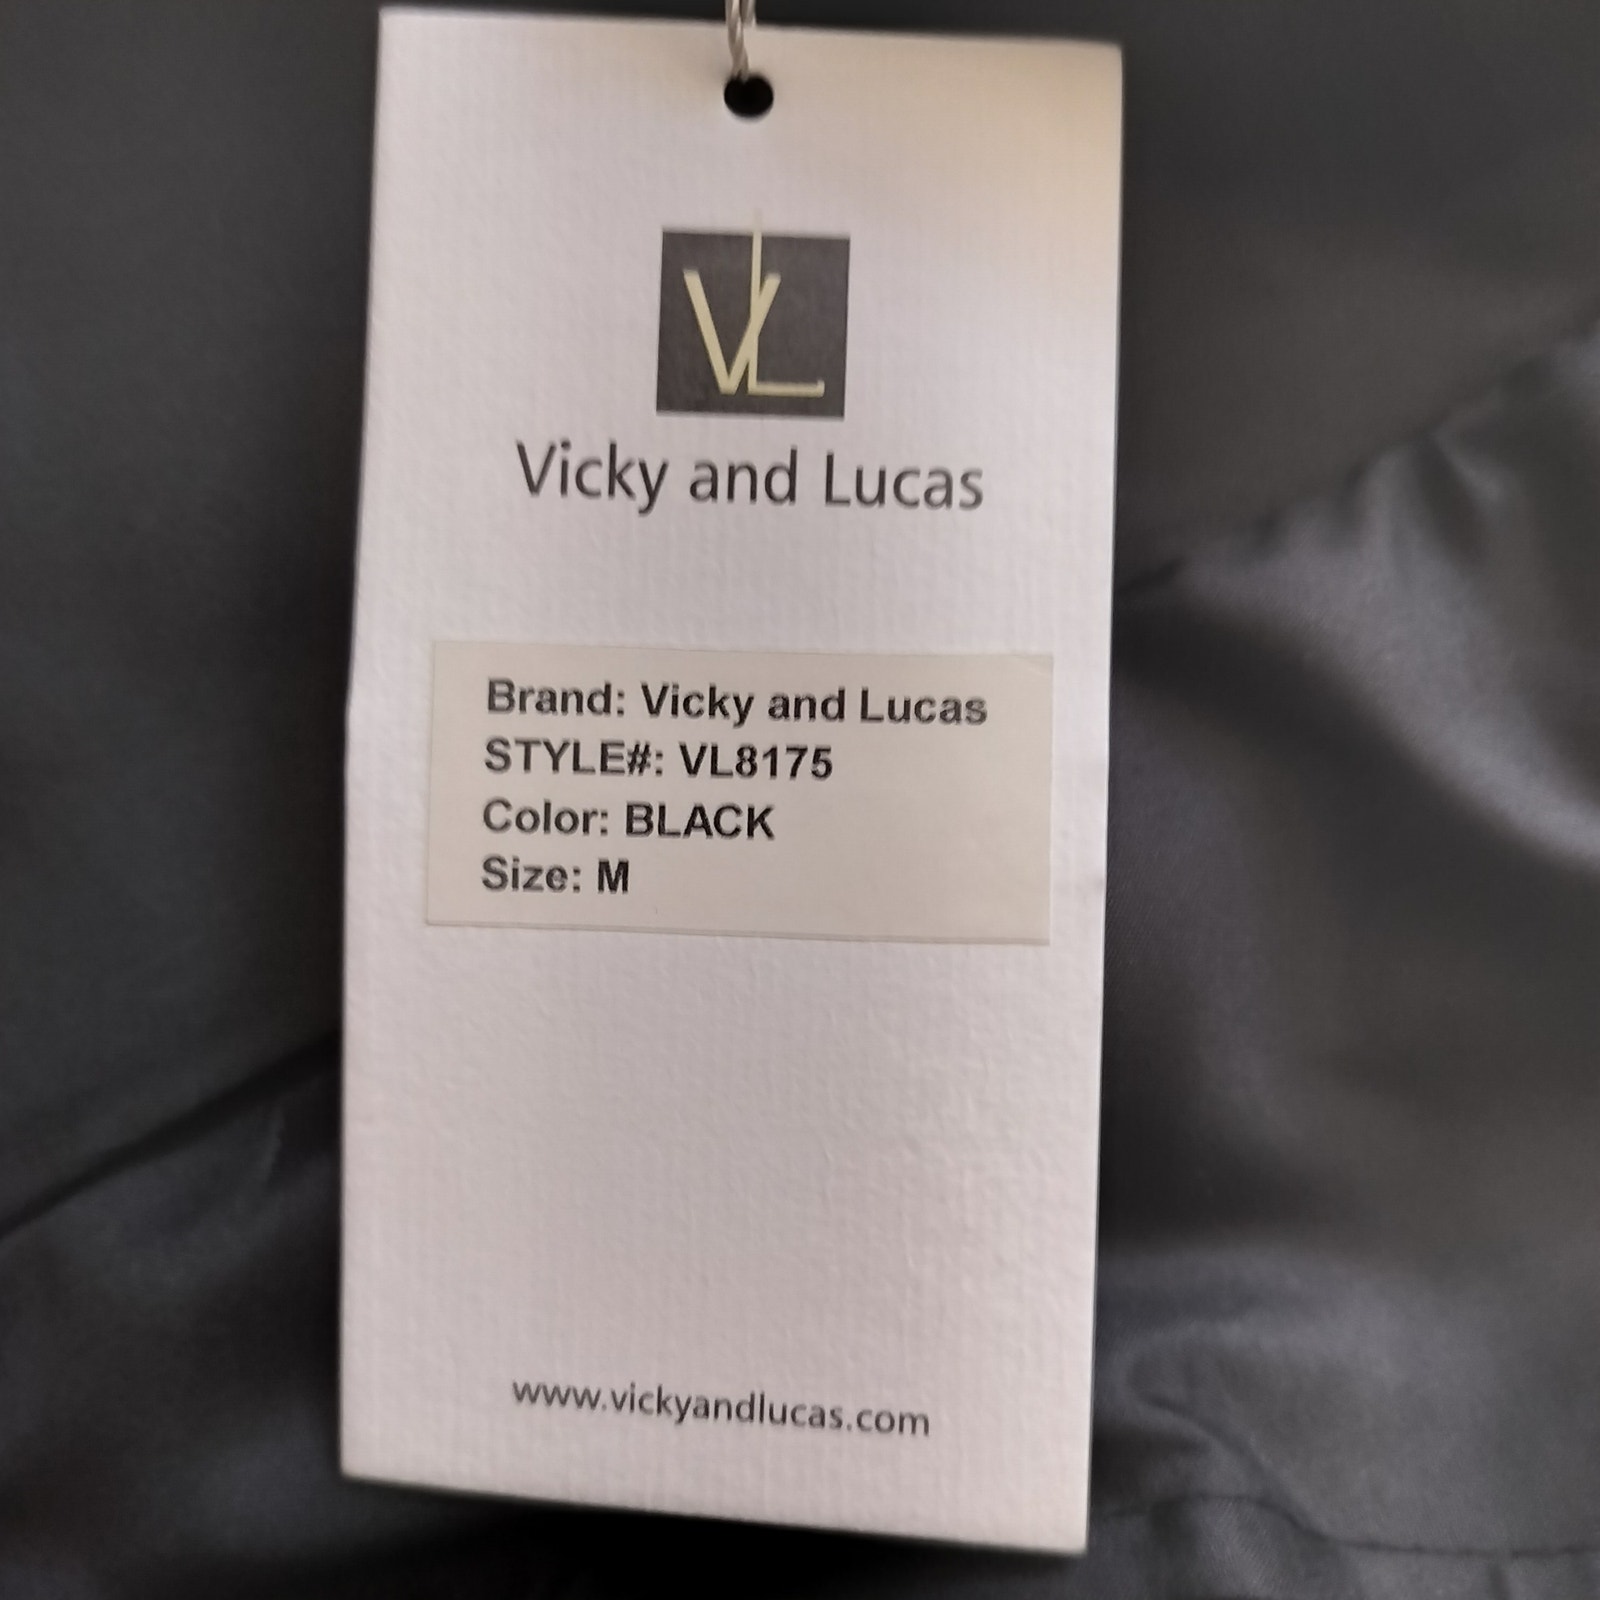 VL
Vicky and Lucas
Brand: Vicky and Lucas
STYLE#: VL8175
Color: BLACK
Size: M
www.vickyandlucas.com